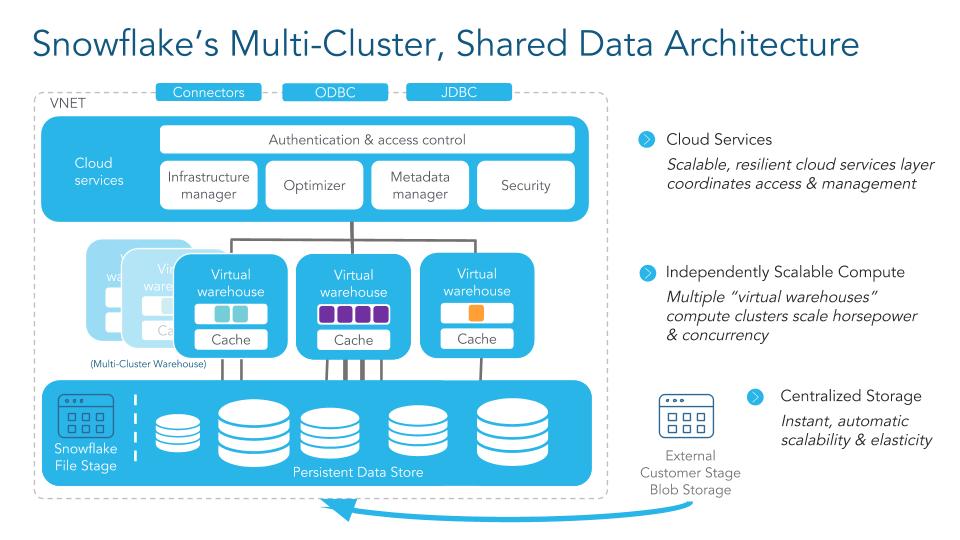 Snowflake’s Multi-Cluster, Shared Data Architecture
Connectors
ODBC
JDBC
VNET
Cloud
services
Authentication & access control
Infrastructure
manager
Optimizer
Metadata
manager
Security
Virtual
warehouse
Cache
Virtual
warehouse
Cache
Virtual
warehouse
Cache
(Multi-Cluster Warehouse)
Snowflake
File Stage
Persistent Data Store
Cloud Services
Scalable, resilient cloud services layer
coordinates access & management
Independently Scalable Compute
Multiple “virtual warehouses”
compute clusters scale horsepower
& concurrency
Centralized Storage
Instant, automatic
scalability & elasticity
External
Customer Stage
Blob Storage